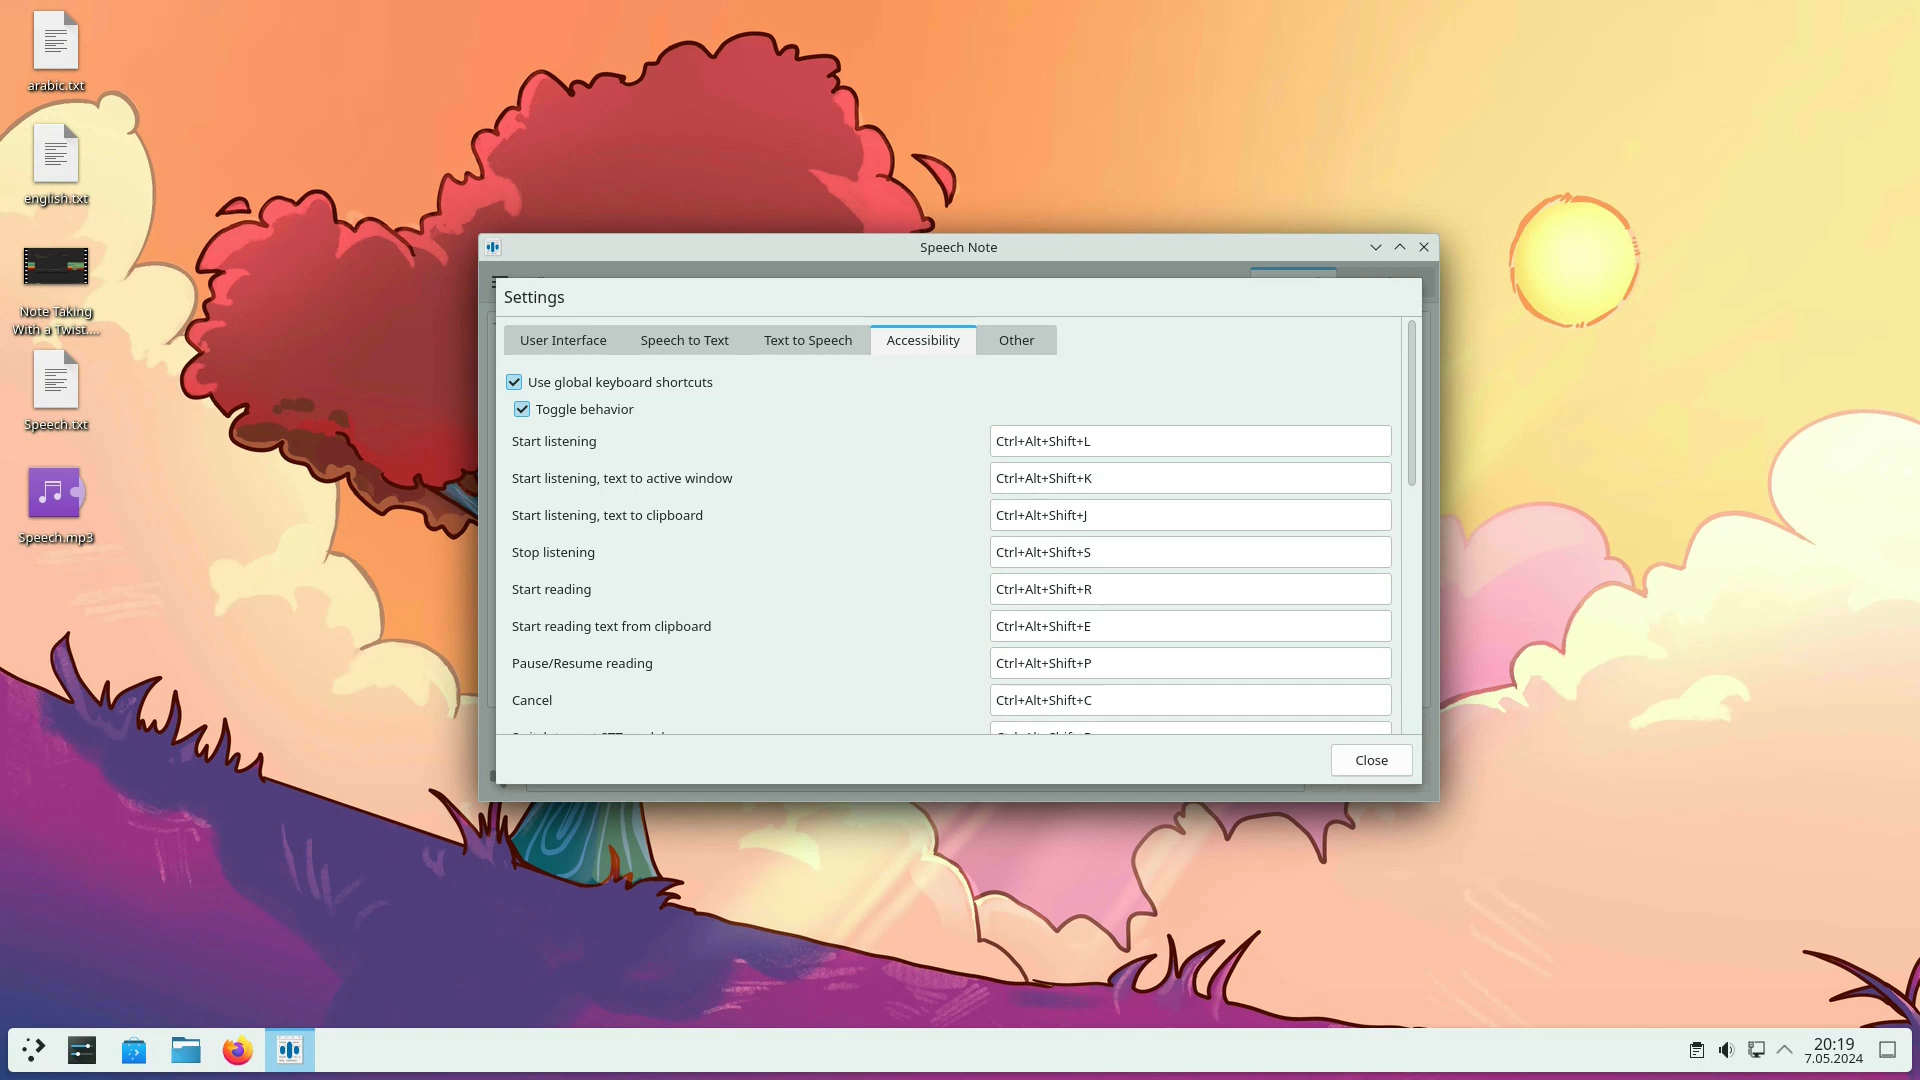 arabic.txt
english.txt
Note Taking
With a Twist....
Speech.txt
Speech.mp3
Speech Note
Settings
User Interface
Speech to Text
Text to Speech
Accessibility
Other
Use global keyboard shortcuts
Toggle behavior
Start listening
Ctrl+Alt+Shift+L
Start listening, text to active window
Ctrl+Alt+Shift+K
Start listening, text to clipboard
Ctrl+Alt+Shift+J
Stop listening
Ctrl+Alt+Shift+S
Start reading
Ctrl+Alt+Shift+R
Start reading text from clipboard
Ctrl+Alt+Shift+E
Pause/Resume reading
Ctrl+Alt+Shift+P
Cancel
Ctrl+Alt+Shift+C
Close
20:19
7.05.2024